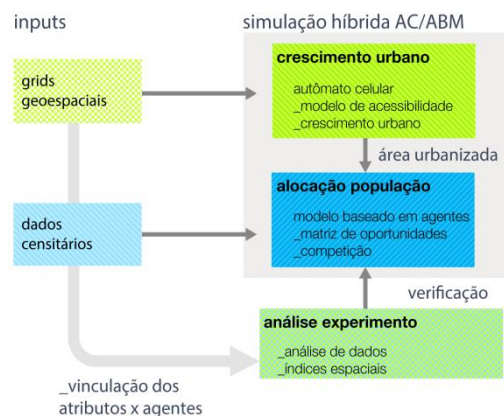 inputs
simulação híbrida AC/ABM
grids
geoespaciais
crescimento urbano
autômato celular
_modelo de acessibilidade
_crescimento urbano
área urbanizada
dados
censitários
alocação população
modelo baseado em agentes
_matriz de oportunidades
_competição
verificação
análise experimento
_análise de dados
_índices espaciais
_vinculação dos
atributos x agentes